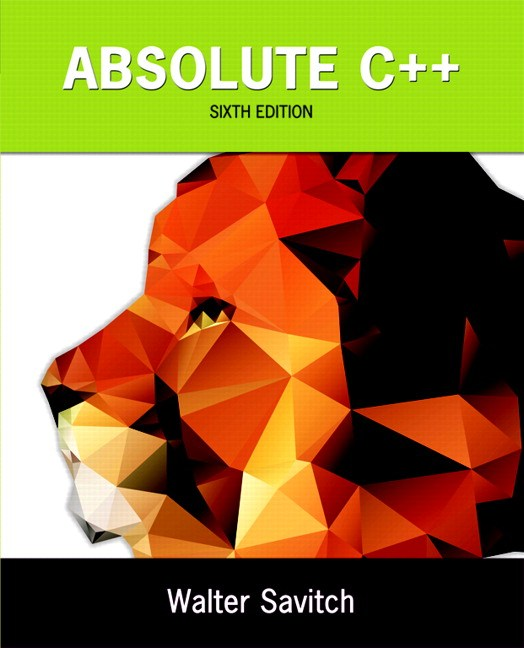 ABSOLUTE C++
SIXTH EDITION
Walter Savitch